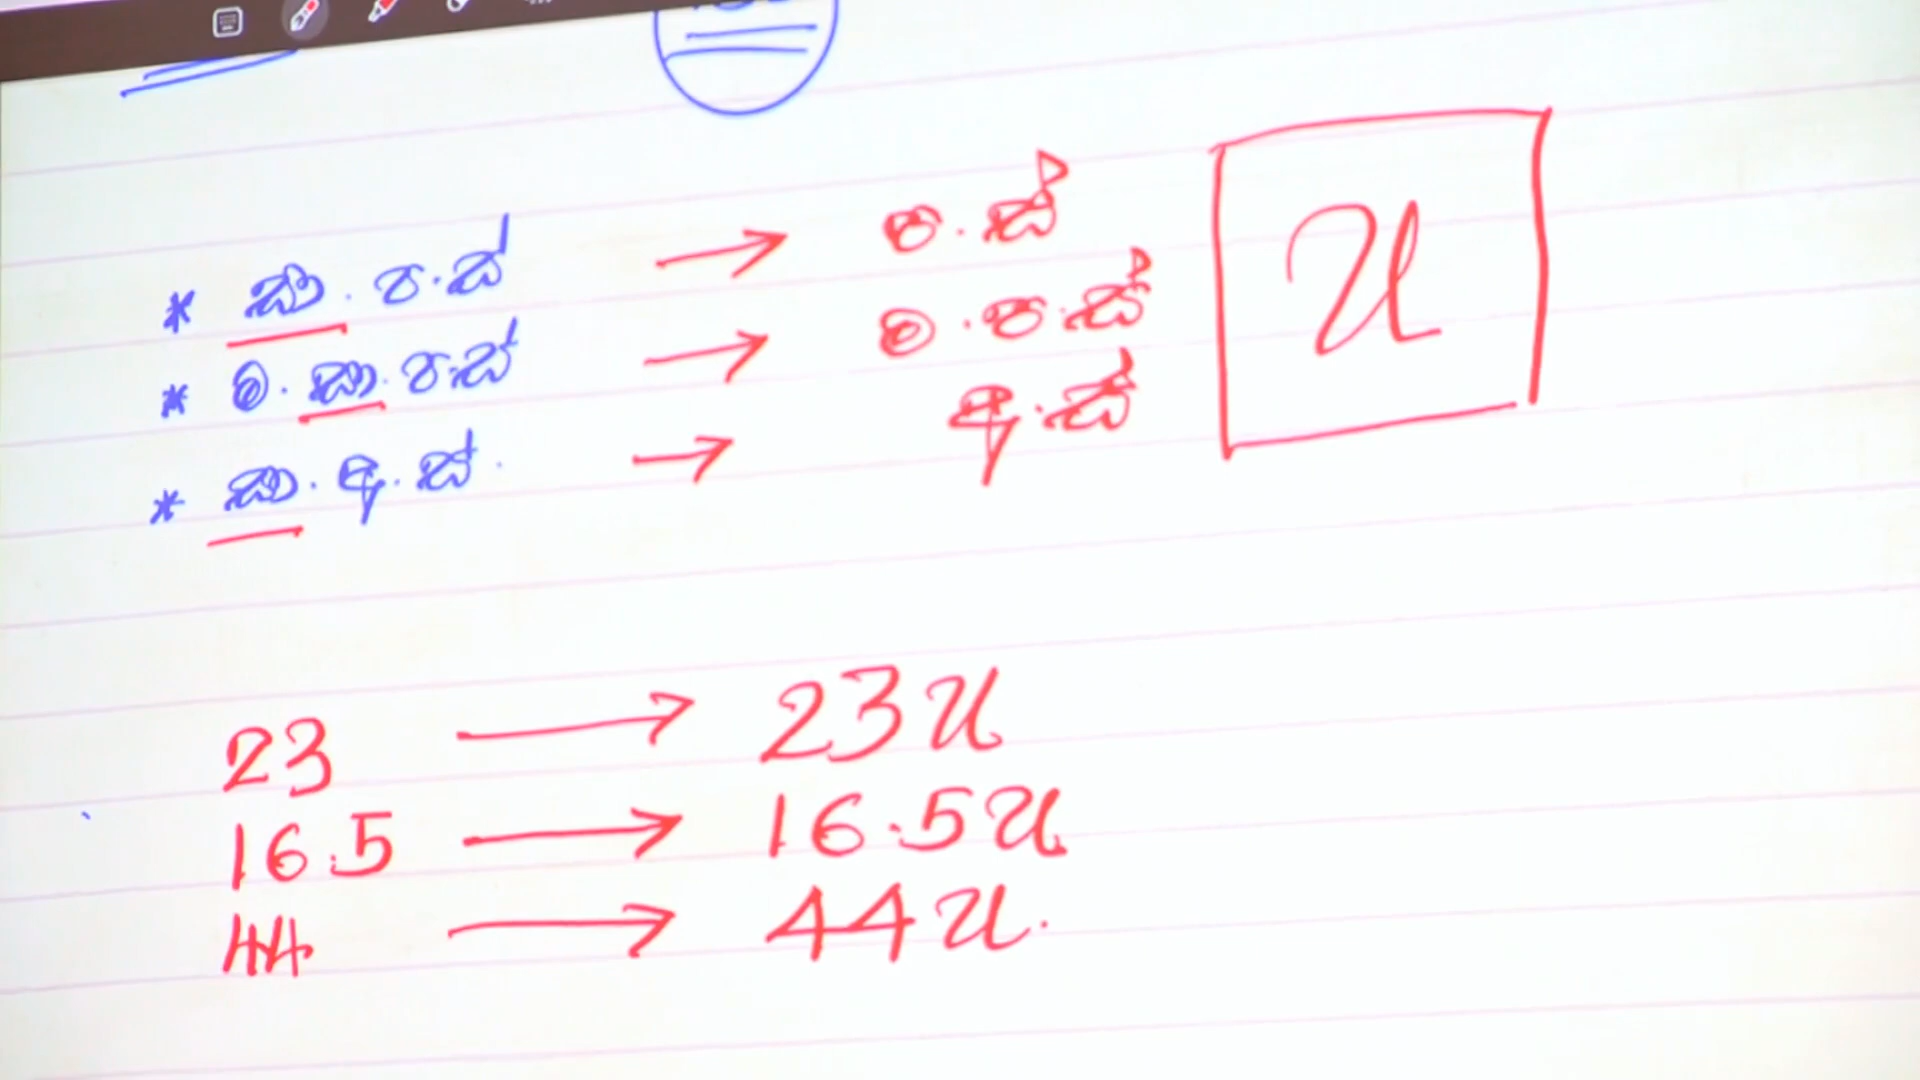 * සා. ප. ස්
* ම. සා. ප. ස්
* සා. අ. ස්.
→ ප. ස්
→ ම. ප. ස්
→ අ. ස්
u
23 → 23u
16.5 → 16.5u
44 → 44u.